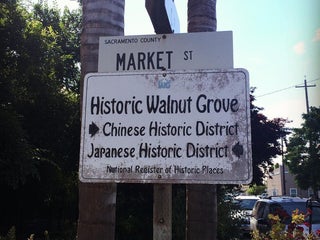 SACRAMENTO COUNTY
MARKET ST
Historic Walnut Grove
Chinese Historic District
Japanese Historic District
National Register of Historic Places